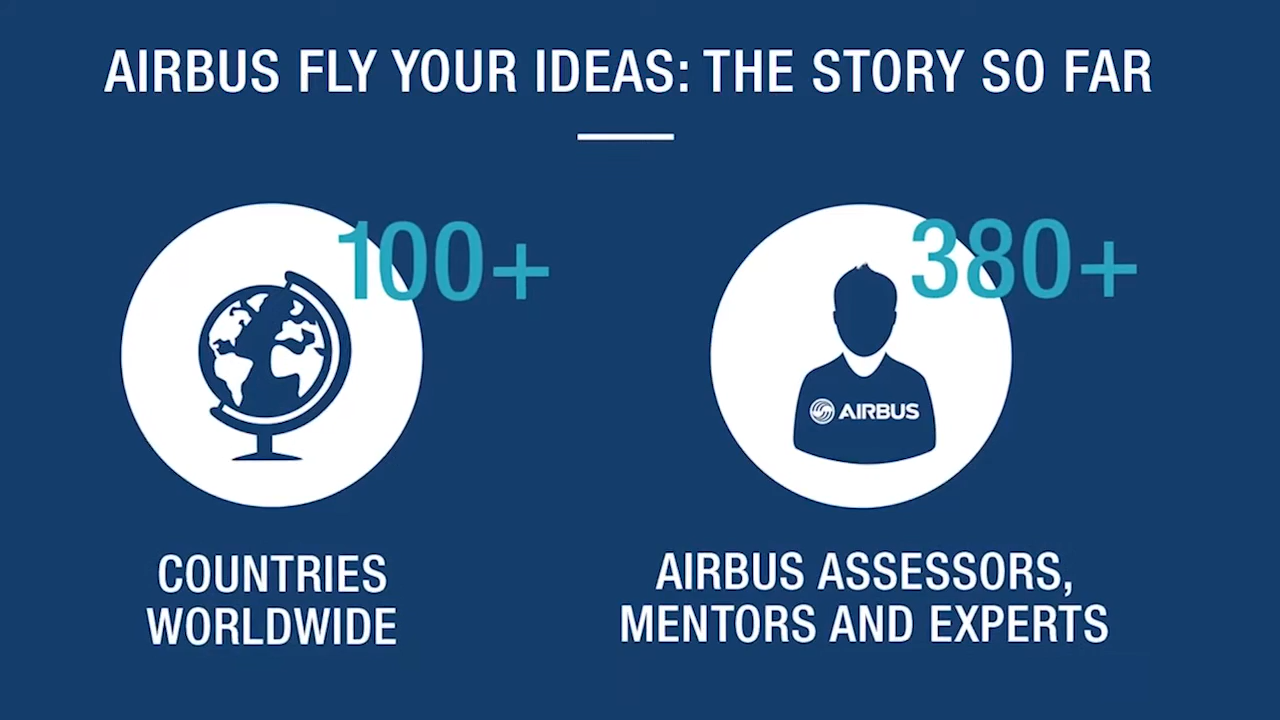 AIRBUS FLY YOUR IDEAS: THE STORY SO FAR
100+
COUNTRIES
WORLDWIDE
380+
AIRBUS
AIRBUS ASSESSORS,
MENTORS AND EXPERTS